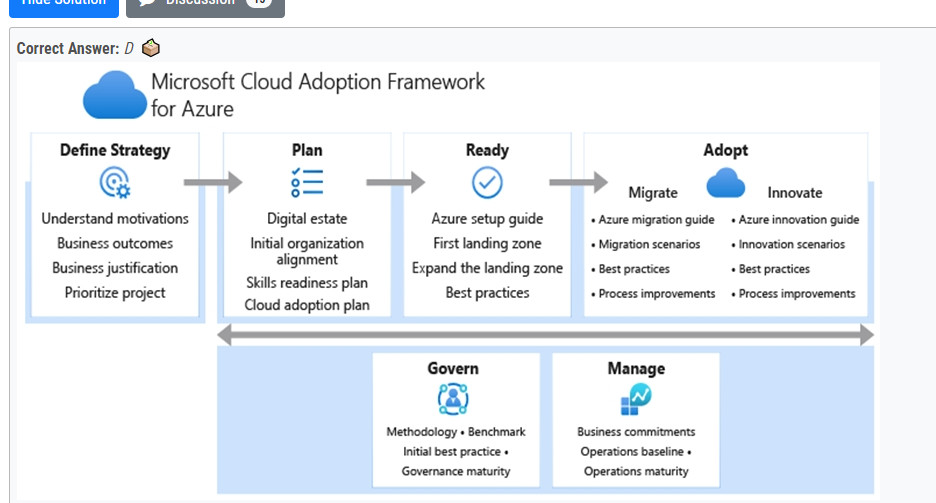 Hide Solution
Discussion
Correct Answer: D
Microsoft Cloud Adoption Framework
for Azure
Define Strategy
Understand motivations
Business outcomes
Business justification
Prioritize project
Plan
Digital estate
Initial organization
alignment
Skills readiness plan
Cloud adoption plan
Ready
Azure setup guide
First landing zone
Expand the landing zone
Best practices
Adopt
Migrate
• Azure migration guide
• Migration scenarios
• Best practices
• Process improvements
Innovate
• Azure innovation guide
• Innovation scenarios
• Best practices
• Process improvements
Govern
Methodology • Benchmark
Initial best practice •
Governance maturity
Manage
Business commitments
Operations baseline •
Operations maturity